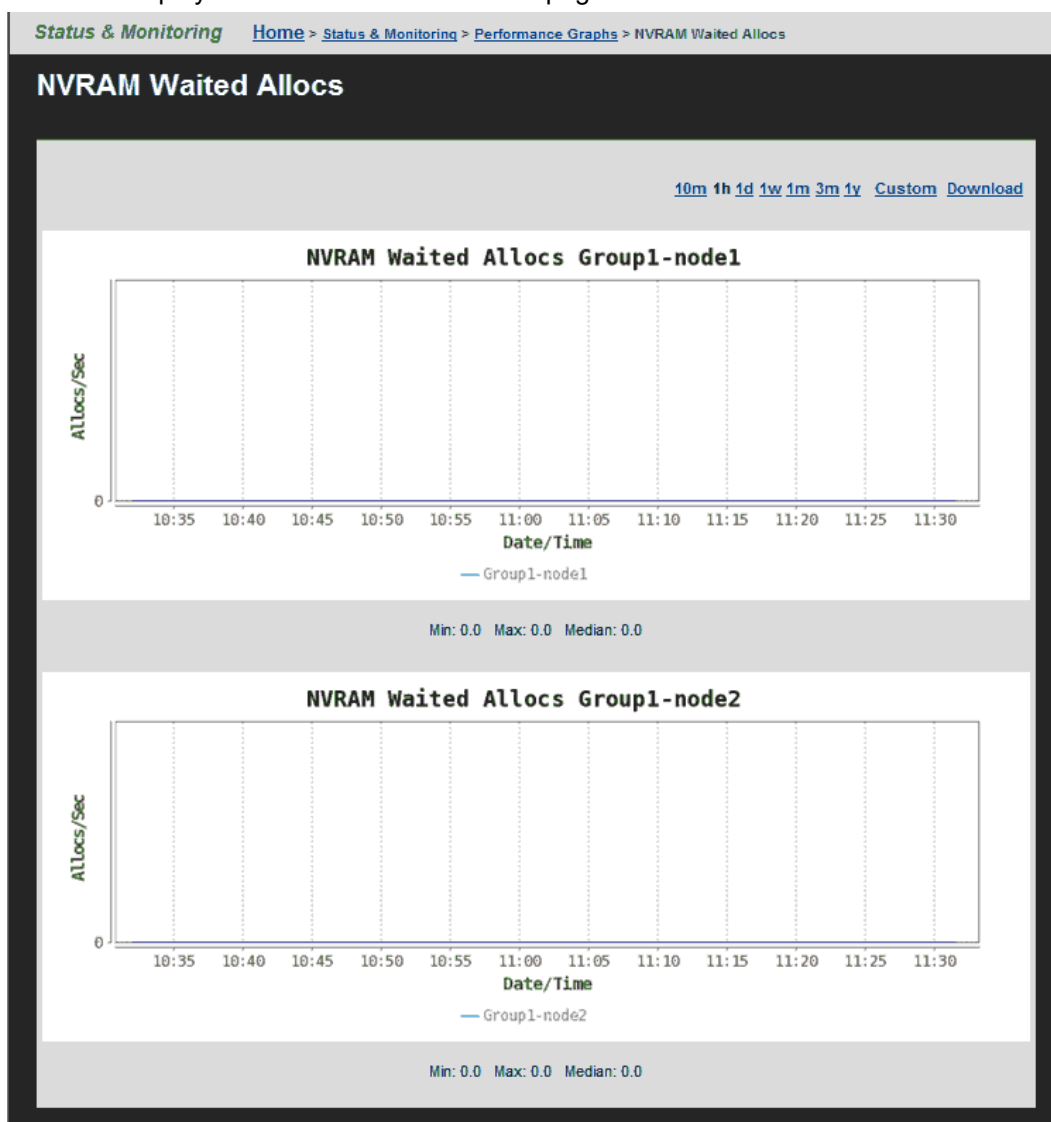 Status & Monitoring Home > Status & Monitoring > Performance Graphs > NVRAM Waited Allocs
NVRAM Waited Allocs
10m 1h 1d 1w 1m 3m 1y Custom Download
NVRAM Waited Allocs Group1-node1
Allocs/Sec
0
10:35 10:40 10:45 10:50 10:55 11:00 11:05 11:10 11:15 11:20 11:25 11:30
Date/Time
Group1-node1
Min: 0.0 Max: 0.0 Median: 0.0
NVRAM Waited Allocs Group1-node2
Allocs/Sec
0
10:35 10:40 10:45 10:50 10:55 11:00 11:05 11:10 11:15 11:20 11:25 11:30
Date/Time
Group1-node2
Min: 0.0 Max: 0.0 Median: 0.0